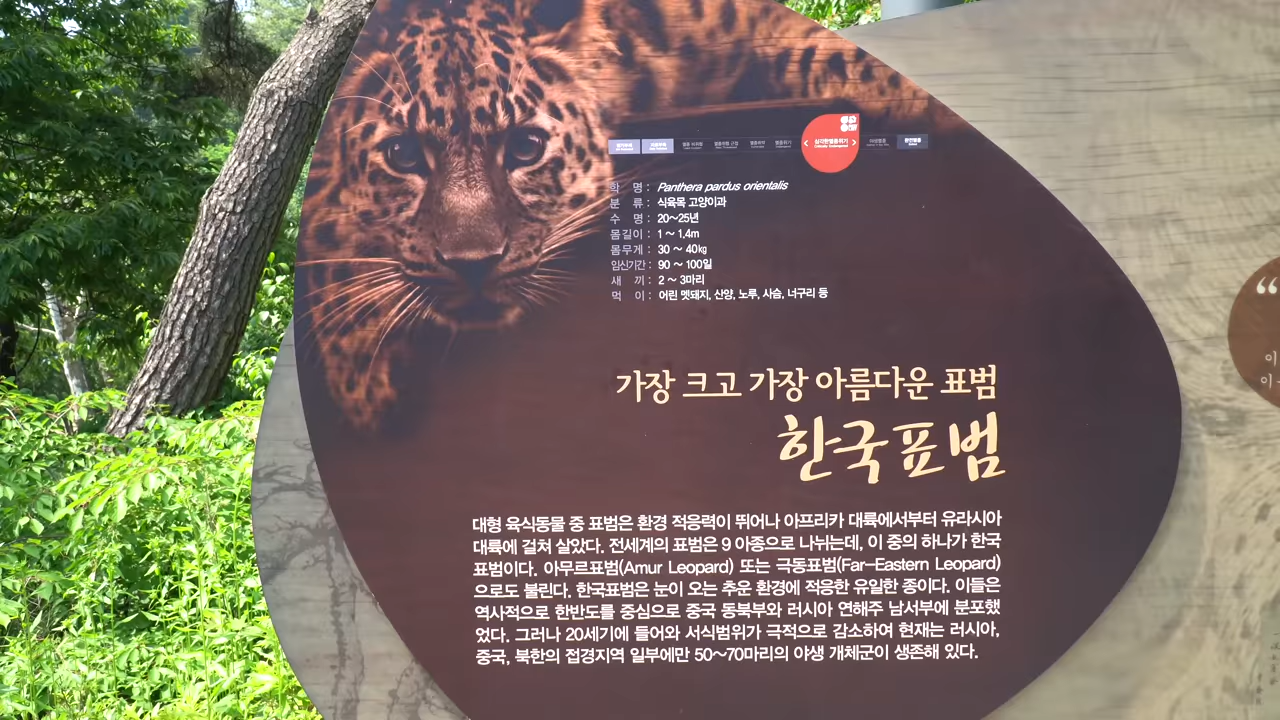 심각한멸종위기
Critically Endangered
학 명 : Panthera pardus orientalis
분 류 : 식육목 고양이과
수 명 : 20~25년
몸길이 : 1 ~ 1.4m
몸무게 : 30 ~ 40kg
임신기간 : 90 ~ 100일
새 끼 : 2 ~ 3마리
먹 이 : 어린 멧돼지, 산양, 노루, 사슴, 너구리 등
가장 크고 가장 아름다운 표범
한국표범
대형 육식동물 중 표범은 환경 적응력이 뛰어나 아프리카 대륙에서부터 유라시아
대륙에 걸쳐 살았다. 전세계의 표범은 9 아종으로 나뉘는데, 이 중의 하나가 한국
표범이다. 아무르표범(Amur Leopard) 또는 극동표범(Far-Eastern Leopard)
으로도 불린다. 한국표범은 눈이 오는 추운 환경에 적응한 유일한 종이다. 이들은
역사적으로 한반도를 중심으로 중국 동북부와 러시아 연해주 남서부에 분포했
었다. 그러나 20세기에 들어와 서식범위가 극적으로 감소하여 현재는 러시아,
중국, 북한의 접경지역 일부에만 50~70마리의 야생 개체군이 생존해 있다.